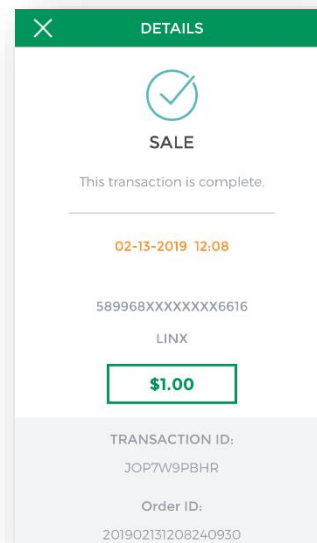 DETAILS
SALE
This transaction is complete.
02-13-2019 12:08
589968XXXXXXXX6616
LINX
$1.00
TRANSACTION ID:
JOP7W9PBHR
Order ID:
201902131208240930